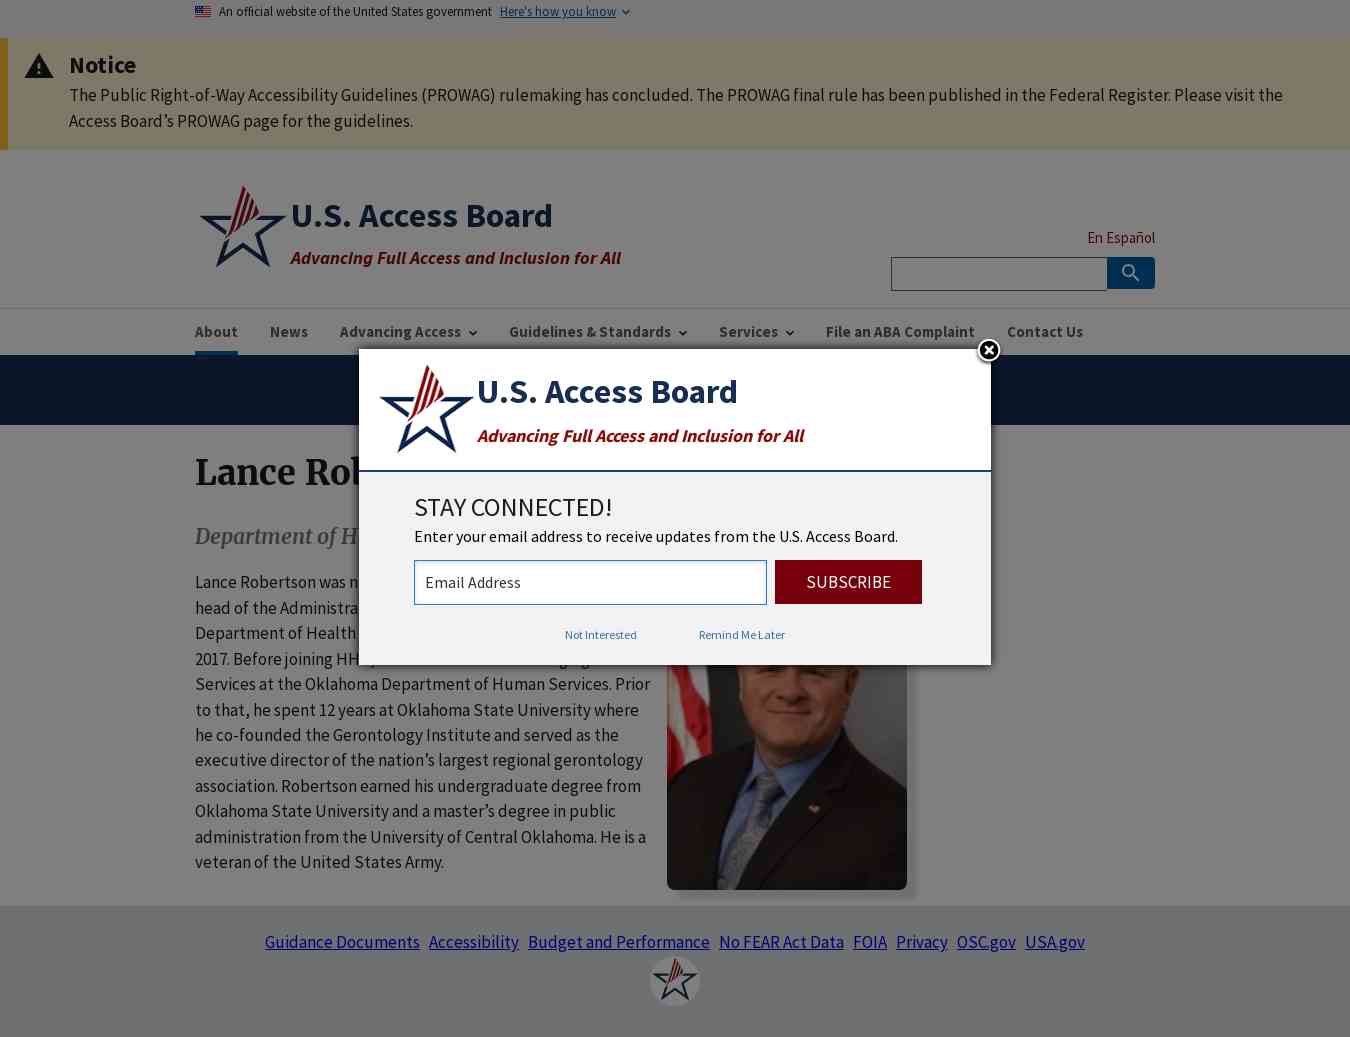 An official website of the United States government Here's how you know
Notice
The Public Right-of-Way Accessibility Guidelines (PROWAG) rulemaking has concluded. The PROWAG final rule has been published in the Federal Register. Please visit the
Access Board’s PROWAG page for the guidelines.
U.S. Access Board
Advancing Full Access and Inclusion for All
En Español
About News Advancing Access Guidelines & Standards Services File an ABA Complaint Contact Us
U.S. Access Board
Advancing Full Access and Inclusion for All
STAY CONNECTED!
Enter your email address to receive updates from the U.S. Access Board.
Email Address SUBSCRIBE
Not Interested Remind Me Later
Lance
Department of
Lance Robertson was
head of the
Department of Health
2017. Before joining
Services at the Oklahoma Department of Human Services. Prior
to that, he spent 12 years at Oklahoma State University where
he co-founded the Gerontology Institute and served as the
executive director of the nation’s largest regional gerontology
association. Robertson earned his undergraduate degree from
Oklahoma State University and a master’s degree in public
administration from the University of Central Oklahoma. He is a
veteran of the United States Army.
Guidance Documents Accessibility Budget and Performance No FEAR Act Data FOIA Privacy OSC.gov USA.gov